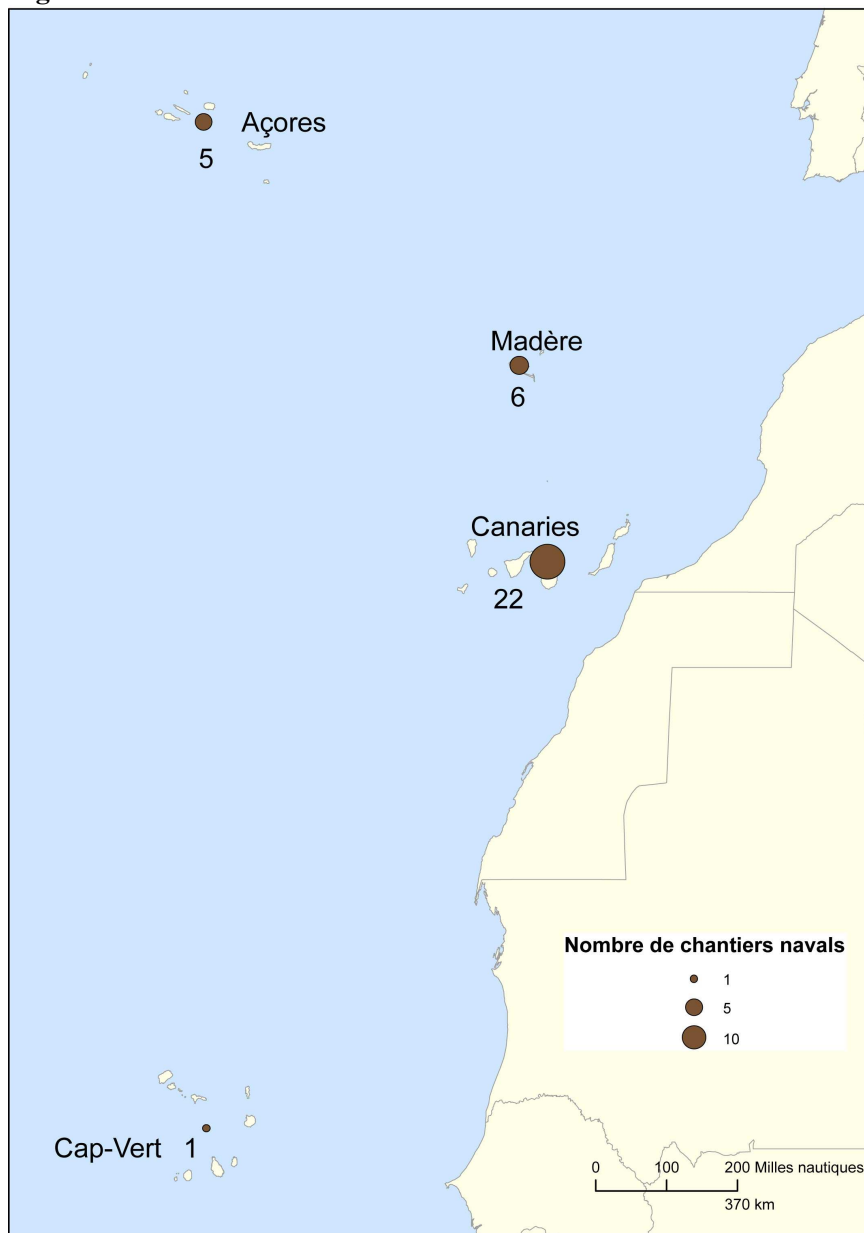 Açores
5
Madère
6
Canaries
22
Nombre de chantiers navals
1
5
10
Cap-Vert 1
0 100 200 Milles nautiques
370 km